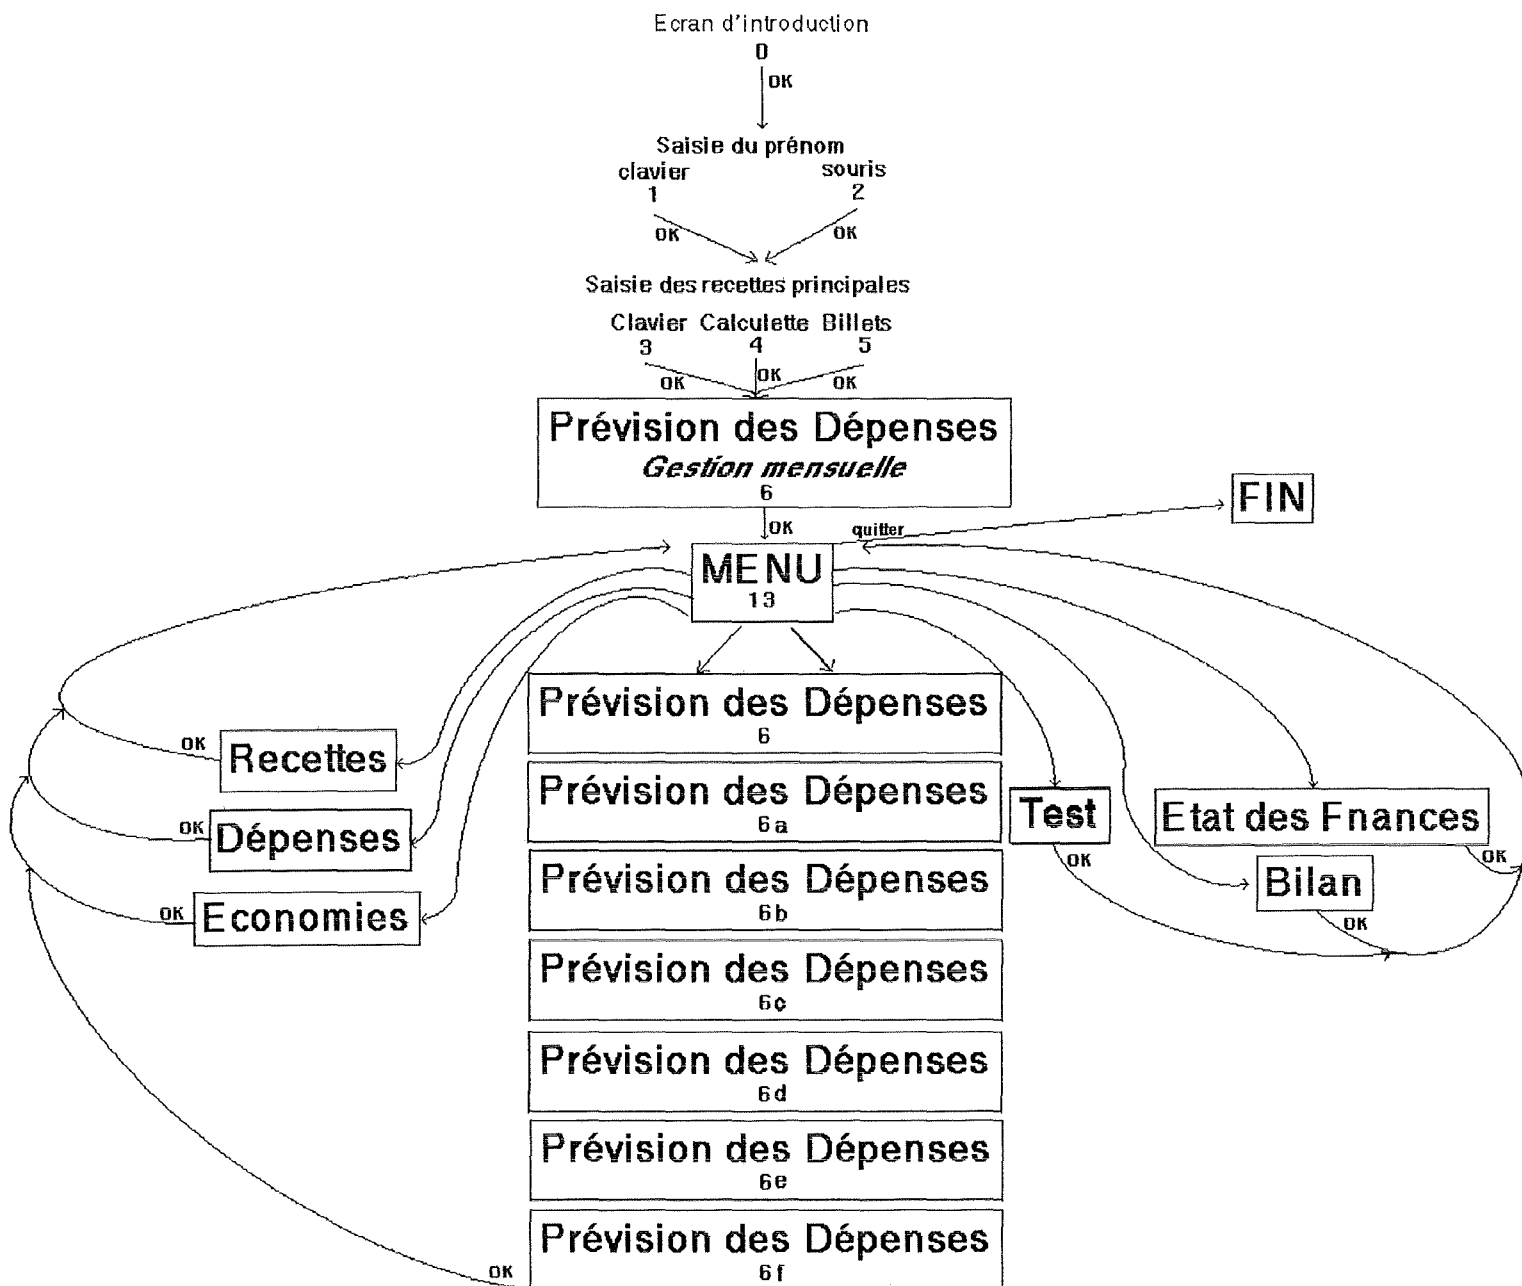 Ecran d'introduction
0
OK
Saisie du prénom
clavier souris
1 2
OK OK
Saisie des recettes principales
Clavier Calculette Billets
3 4 5
OK OK OK
Prévision des Dépenses
Gestion mensuelle
6
FIN
OK quitter
MENU
13
Prévision des Dépenses
6
OK Recettes
Prévision des Dépenses
6a
Test
Etat des Fnances
OK Dépenses
OK OK
Prévision des Dépenses
6b
Bilan
OK Economies
OK
Prévision des Dépenses
6c
Prévision des Dépenses
6d
Prévision des Dépenses
6e
Prévision des Dépenses
6f
OK